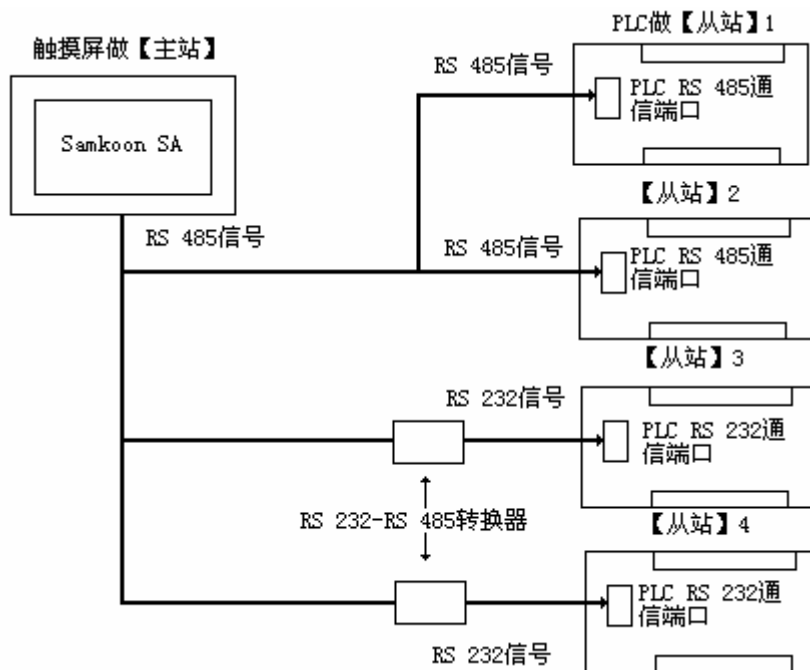 PLC做【从站】1
触摸屏做【主站】
RS 485信号
PLC RS 485通
信端口
Samkoon SA
【从站】2
RS 485信号
RS 485信号
PLC RS 485通
信端口
【从站】3
RS 232信号
PLC RS 232通
信端口
RS 232-RS 485转换器
【从站】4
PLC RS 232通
信端口
RS 232信号